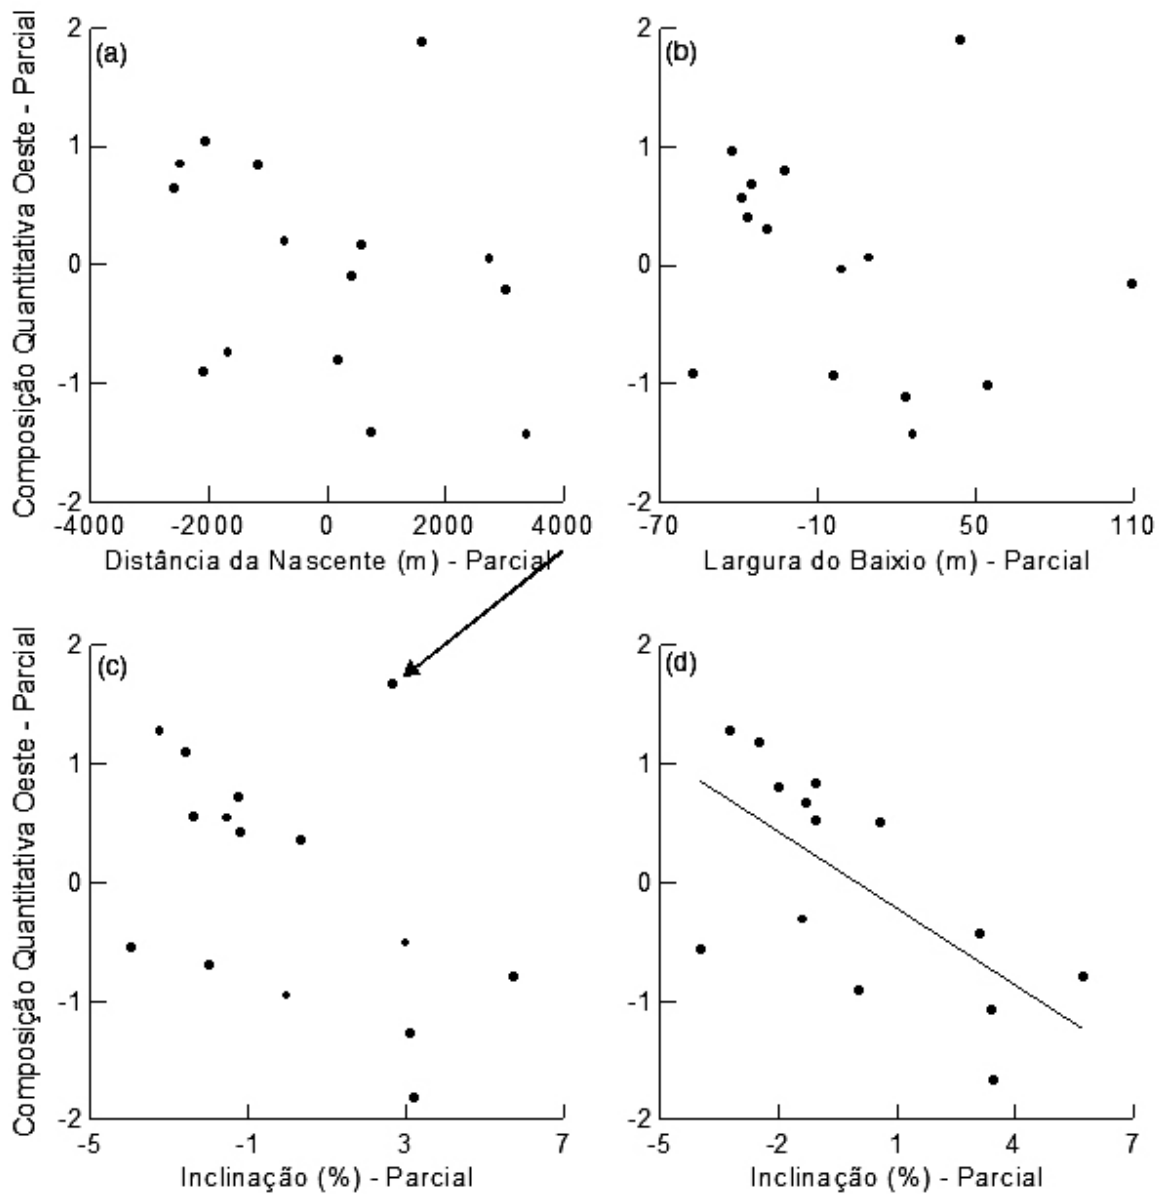 Composição Quantitativa Oeste - Parcial
(a)
2
1
0
-1
-2
-4000 -2000 0 2000 4000
Distância da Nascente (m) - Parcial
(b)
2
1
0
-1
-2
-70 -10 50 110
Largura do Baixio (m) - Parcial
Composição Quantitativa Oeste - Parcial
(c)
2
1
0
-1
-2
-5 -1 3 7
Inclinação (%) - Parcial
(d)
2
1
0
-1
-2
-5 -2 1 4 7
Inclinação (%) - Parcial